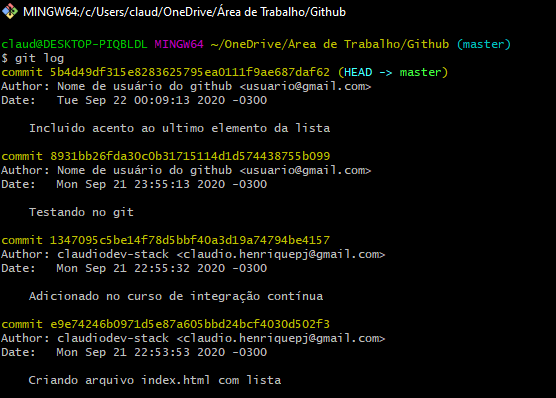 MINGW64:/c/Users/claud/OneDrive/Área de Trabalho/Github
claud@DESKTOP-PIQBLDL MINGW64 ~/OneDrive/Área de Trabalho/Github (master)
$ git log
commit 5b4d49df315e8283625795ea0111f9ae687daf62 (HEAD -> master)
Author: Nome de usuário do github <usuario@gmail.com>
Date:   Tue Sep 22 00:09:13 2020 -0300
Incluido acento ao ultimo elemento da lista
commit 8931bb26fda30c0b31715114d1d574438755b099
Author: Nome de usuário do github <usuario@gmail.com>
Date:   Mon Sep 21 23:55:13 2020 -0300
Testando no git
commit 1347095c5be14f78d5bbf40a3d19a74794be4157
Author: claudiodev-stack <claudio.henriquepj@gmail.com>
Date:   Mon Sep 21 22:55:32 2020 -0300
Adicionado no curso de integração contínua
commit e9e74246b0971d5e87a605bbd24bcf4030d502f3
Author: claudiodev-stack <claudio.henriquepj@gmail.com>
Date:   Mon Sep 21 22:53:53 2020 -0300
Criando arquivo index.html com lista